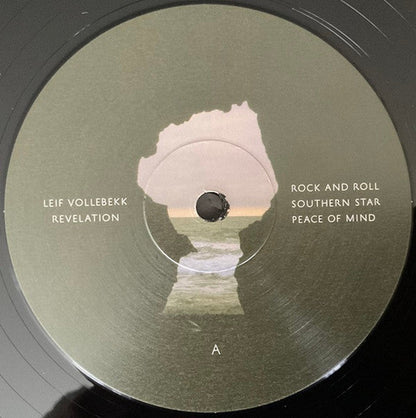 LEIF VOLLEBEKK
REVELATION
ROCK AND ROLL
SOUTHERN STAR
PEACE OF MIND
A